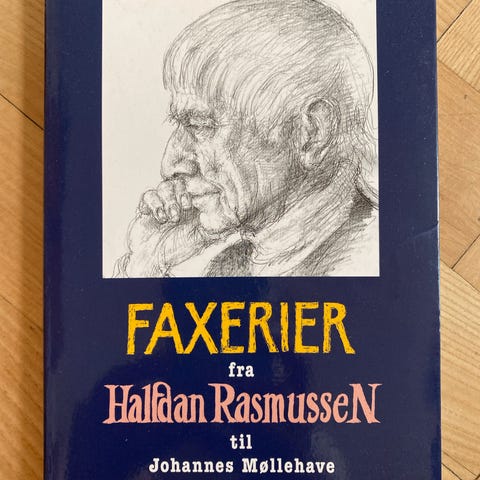 FAXERIER
fra
Halfdan Rasmussen
til
Johannes Møllehave